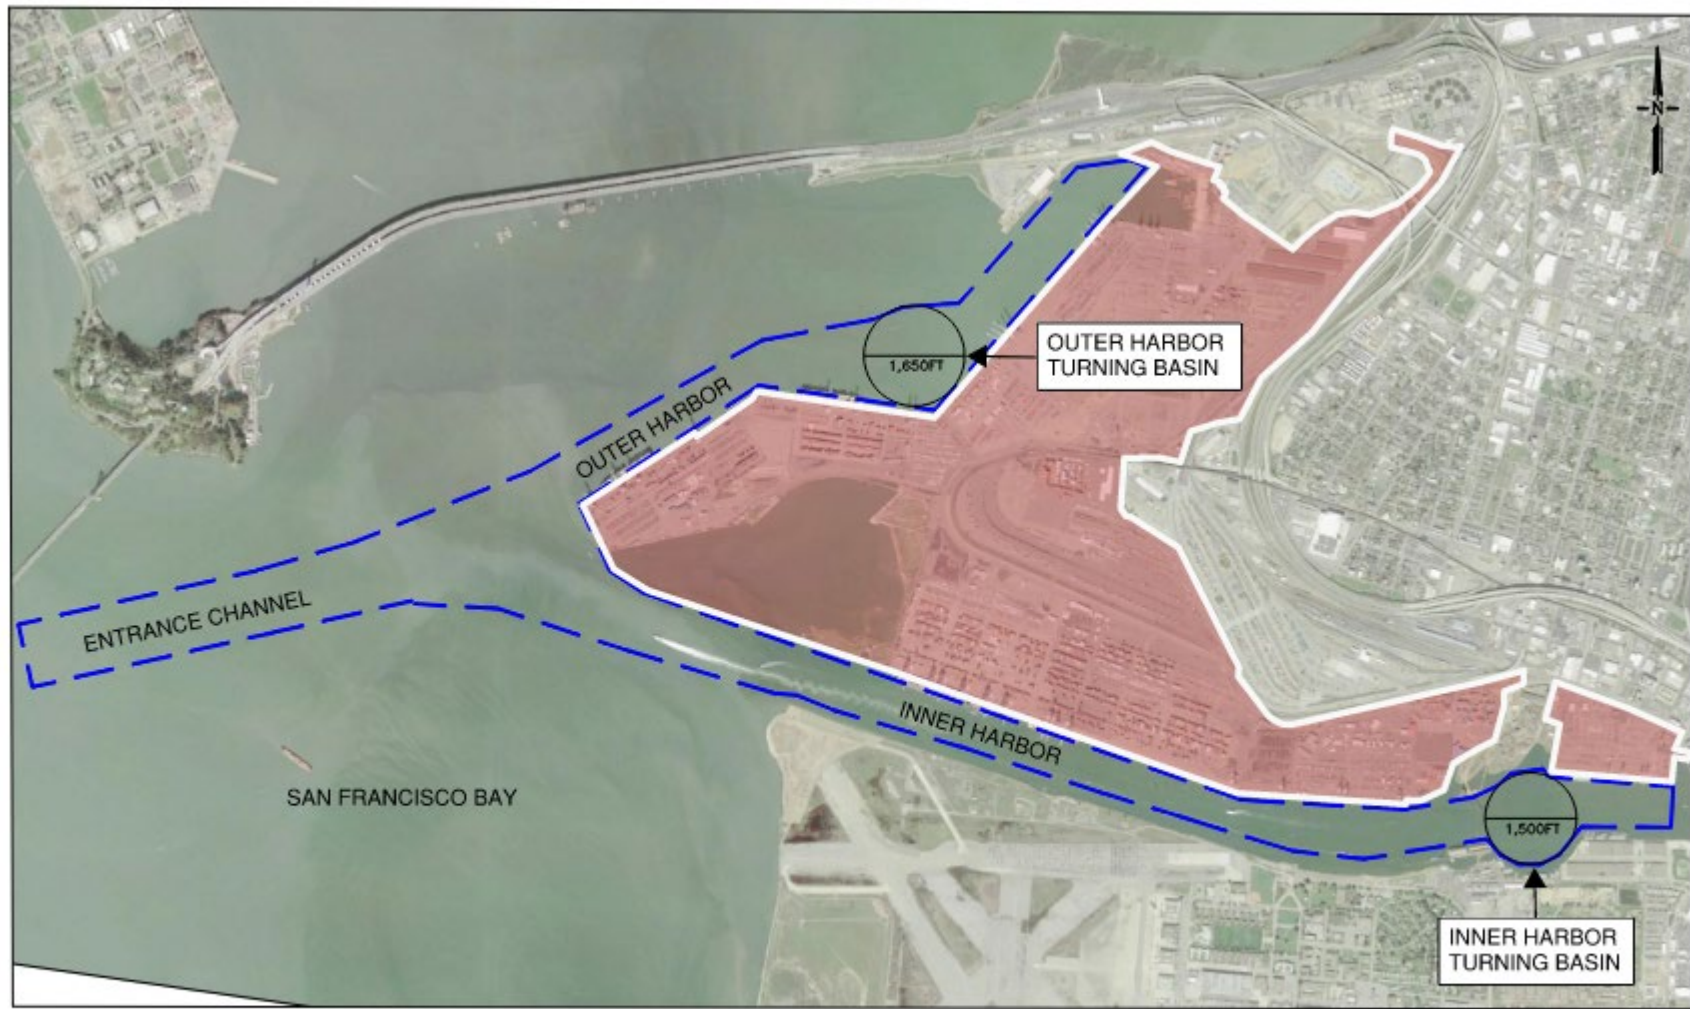 N
OUTER HARBOR
TURNING BASIN
1,650FT
OUTER HARBOR
ENTRANCE CHANNEL
INNER HARBOR
SAN FRANCISCO BAY
1,500FT
INNER HARBOR
TURNING BASIN